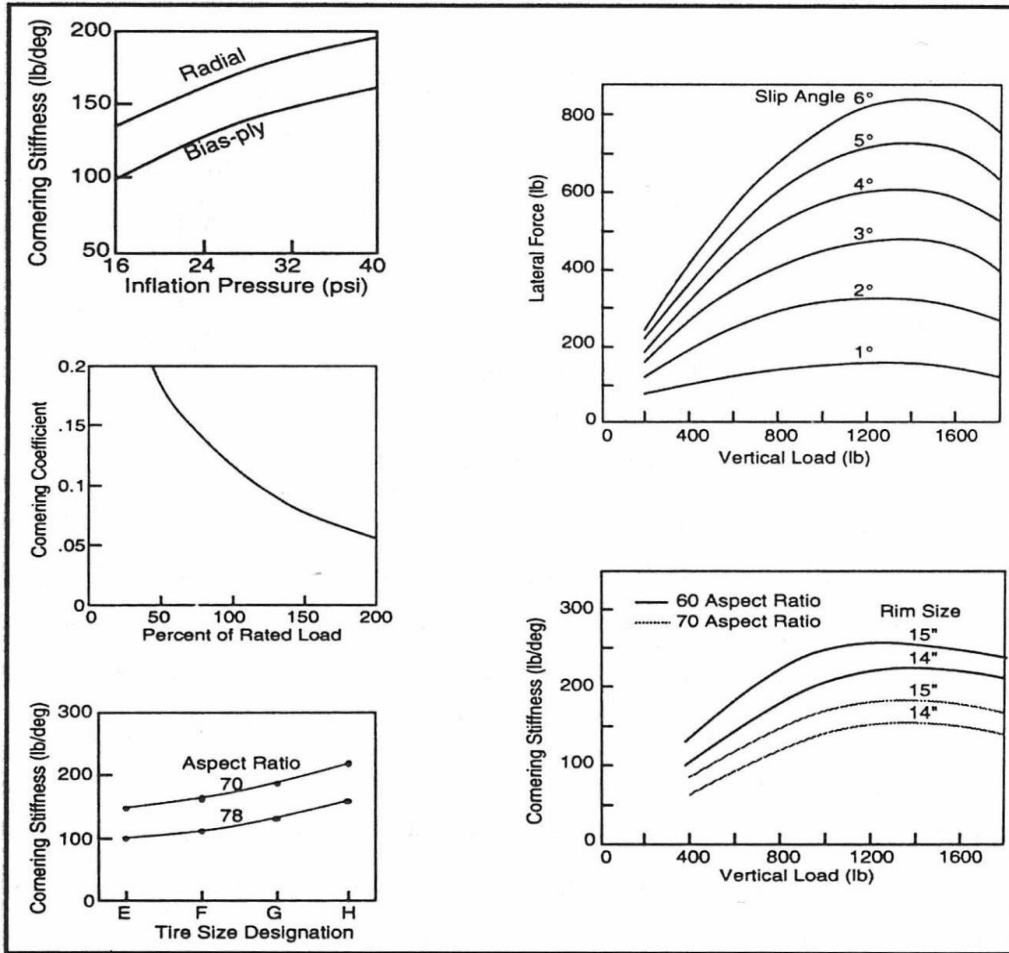 Cornering Stiffness (lb/deg)
200
150
100
50
Radial
Bias-ply
16 24 32 40
Inflation Pressure (psi)
Cornering Coefficient
0.2
.15
0.1
.05
0
0 50 100 150 200
Percent of Rated Load
Cornering Stiffness (lb/deg)
300
200
100
0
Aspect Ratio
70
78
E F G H
Tire Size Designation
Lateral Force (lb)
800
600
400
200
0
Slip Angle 6°
5°
4°
3°
2°
1°
0 400 800 1200 1600
Vertical Load (lb)
Cornering Stiffness (lb/deg)
300
200
100
0
60 Aspect Ratio
70 Aspect Ratio
Rim Size
15"
14"
15"
14"
0 400 800 1200 1600
Vertical Load (lb)